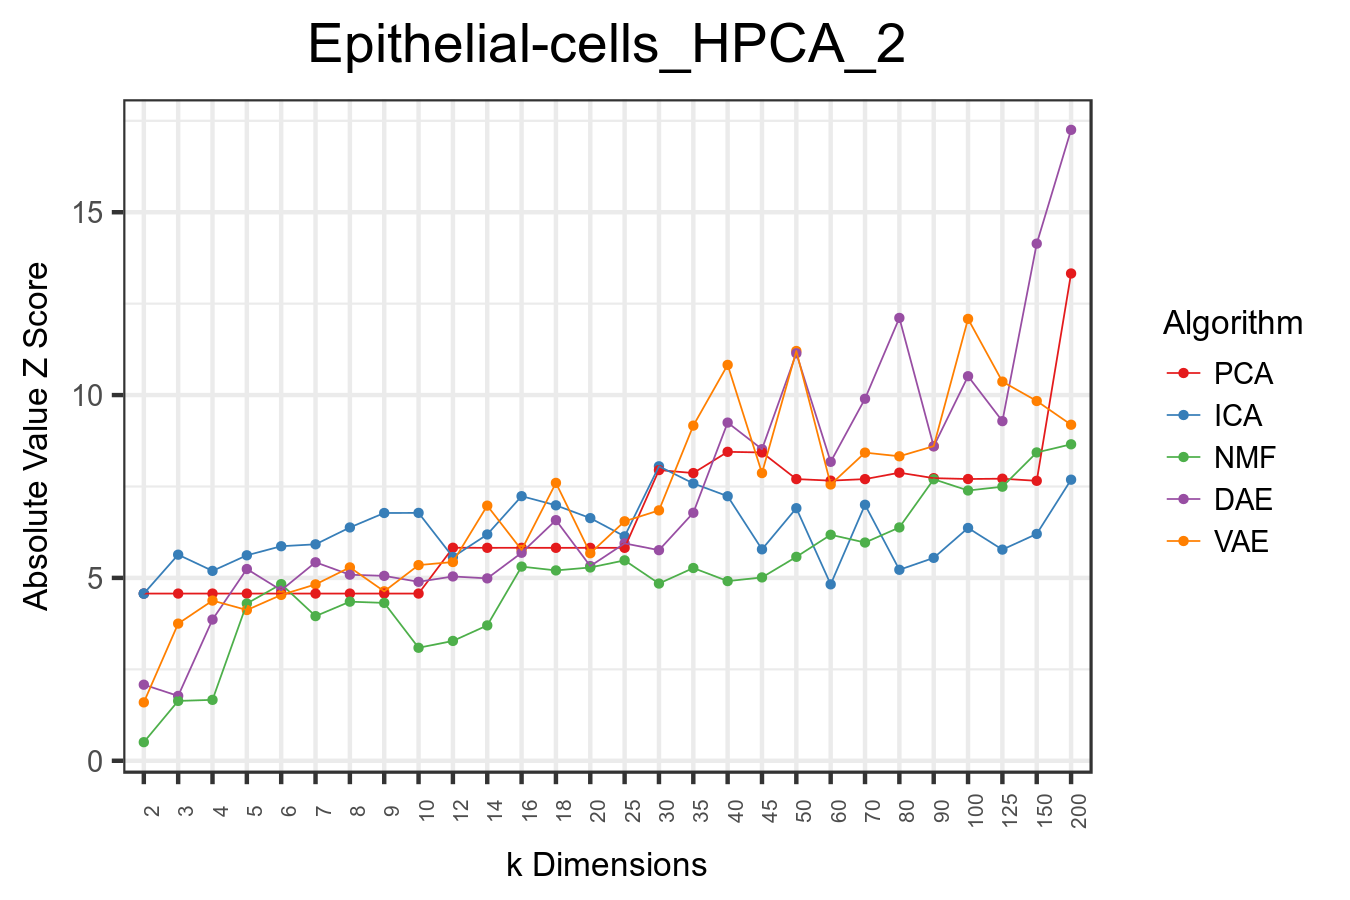 Epithelial-cells_HPCA_2
Absolute Value Z Score
15
10
5
0
2 3 4 5 6 7 8 9 10 12 14 16 18 20 25 30 35 40 45 50 60 70 80 90 100 125 150 200
k Dimensions
Algorithm
PCA
ICA
NMF
DAE
VAE